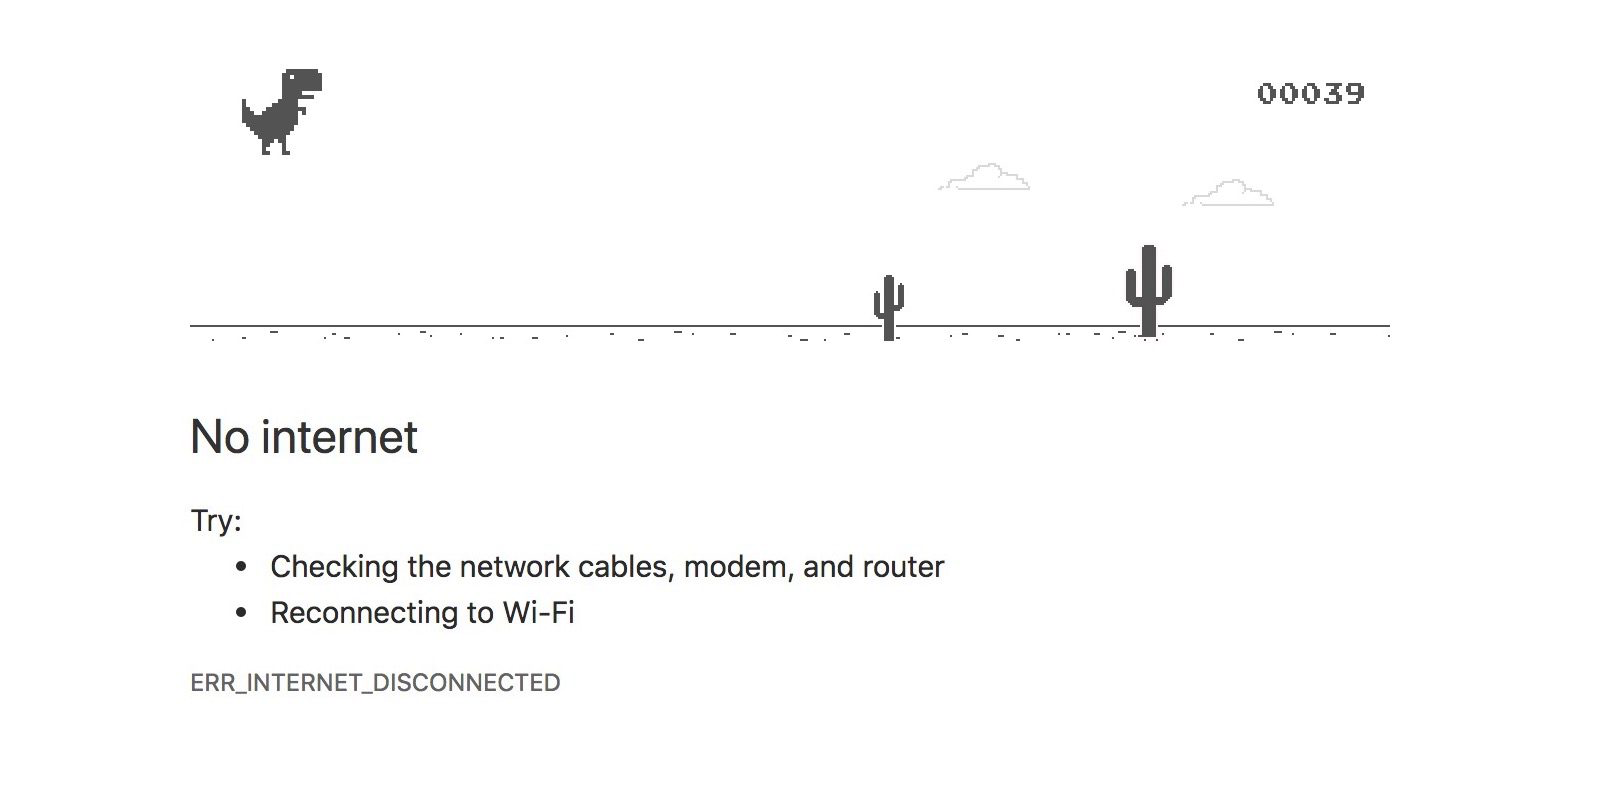 00039
No internet
Try:
• Checking the network cables, modem, and router
• Reconnecting to Wi-Fi
ERR_INTERNET_DISCONNECTED